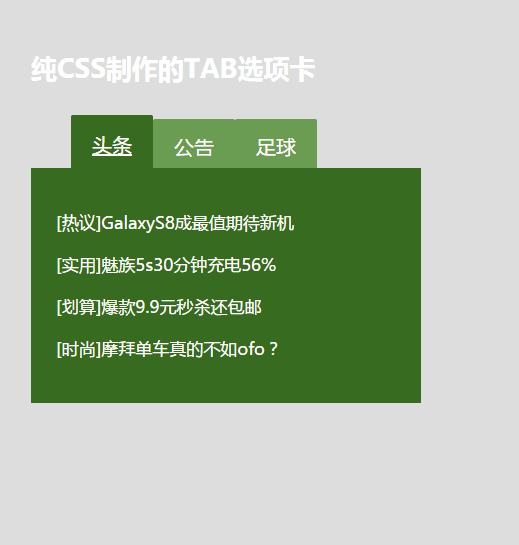 纯CSS制作的TAB选项卡
头条 公告 足球
[热议]GalaxyS8成最值期待新机
[实用]魅族5s30分钟充电56%
[划算]爆款9.9元秒杀还包邮
[时尚]摩拜单车真的不如ofo？